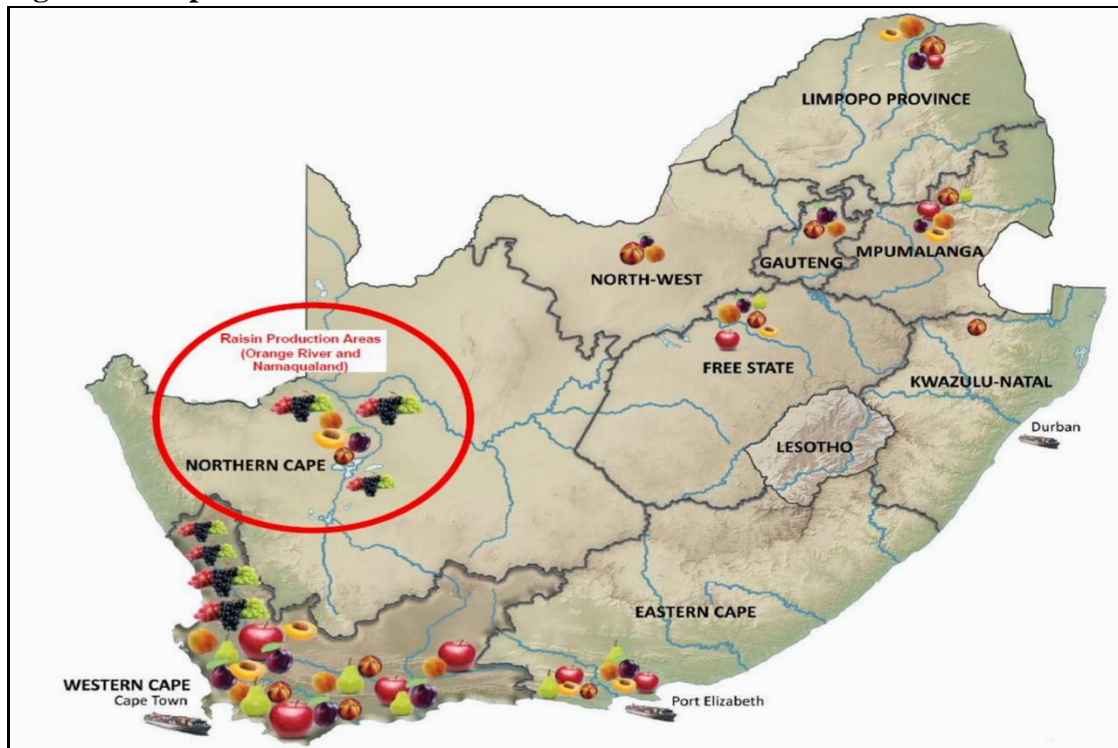 LIMPOPO PROVINCE
MPUMALANGA
GAUTENG
NORTH-WEST
Raisin Production Areas
(Orange River and
Namaqualand)
FREE STATE
KWAZULU-NATAL
Durban
LESOTHO
NORTHERN CAPE
EASTERN CAPE
WESTERN CAPE
Cape Town
Port Elizabeth